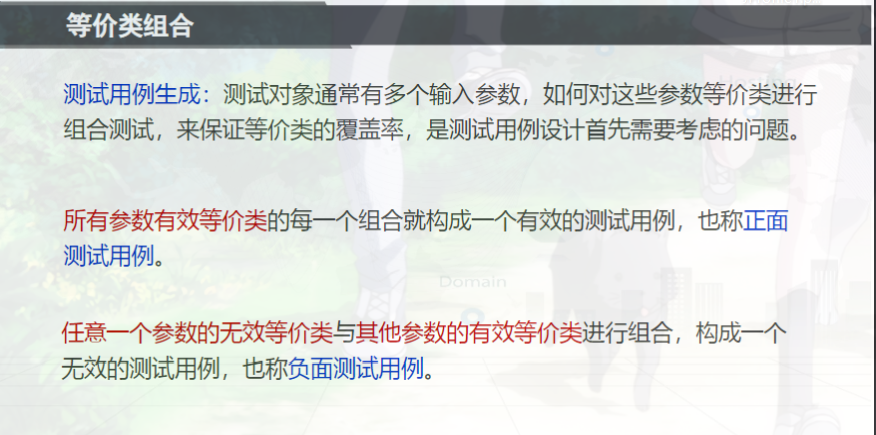 等价类组合
测试用例生成：测试对象通常有多个输入参数，如何对这些参数等价类进行
组合测试，来保证等价类的覆盖率，是测试用例设计首先需要考虑的问题。
所有参数有效等价类的每一个组合就构成一个有效的测试用例，也称正面
测试用例。
Domain
任意一个参数的无效等价类与其他参数的有效等价类进行组合，构成一个
无效的测试用例，也称负面测试用例。